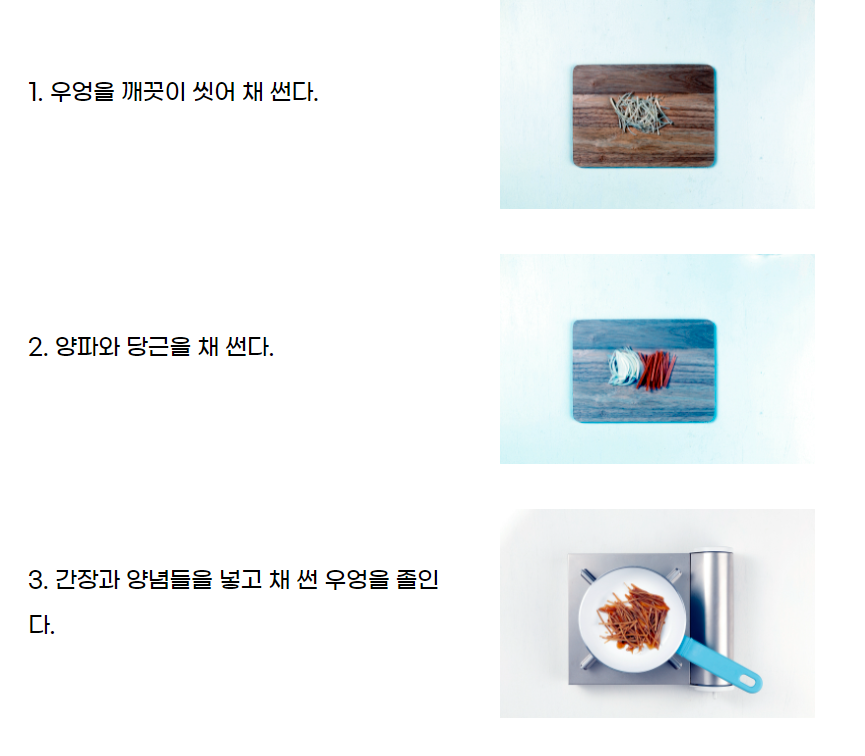 1. 우엉을 깨끗이 씻어 채 썬다.
2. 양파와 당근을 채 썬다.
3. 간장과 양념들을 넣고 채 썬 우엉을 졸인
다.